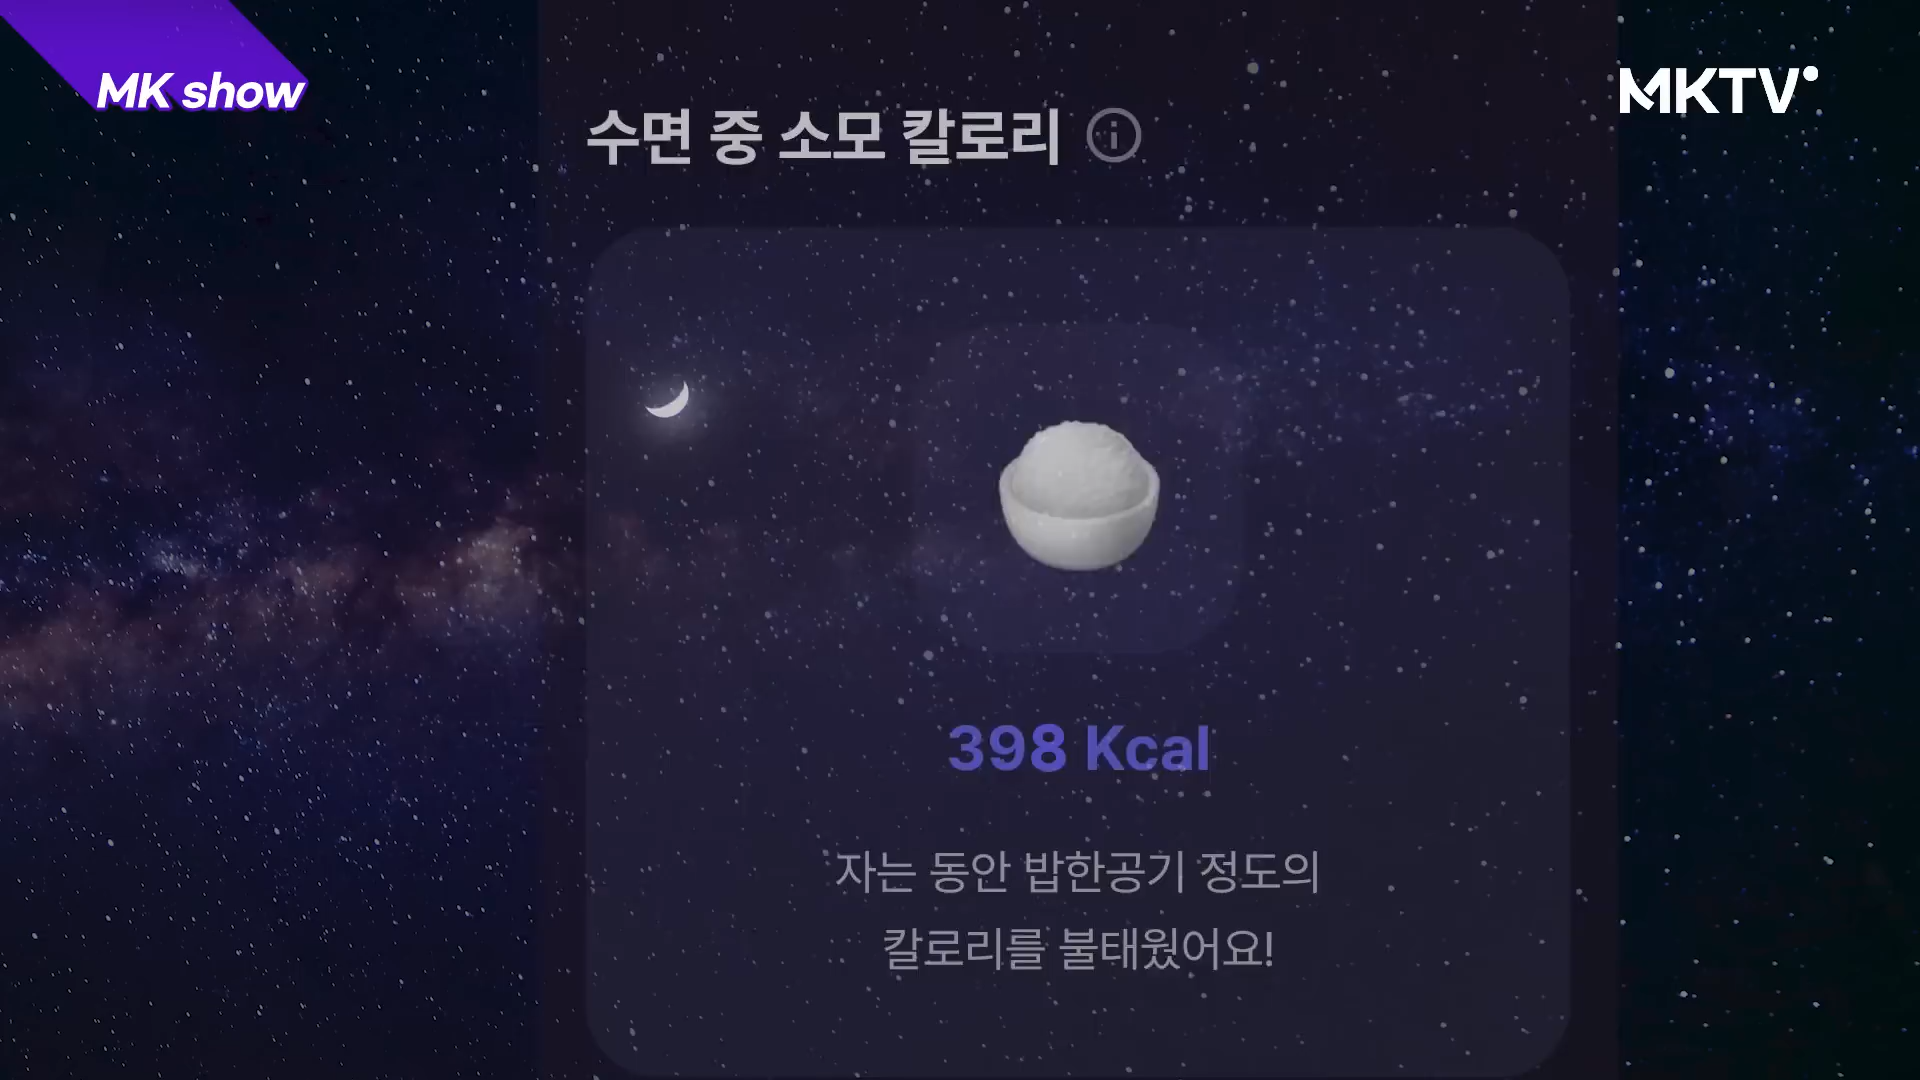 MK show
MKTV
수면 중 소모 칼로리
398 Kcal
자는 동안 밥한공기 정도의
칼로리를 불태웠어요!